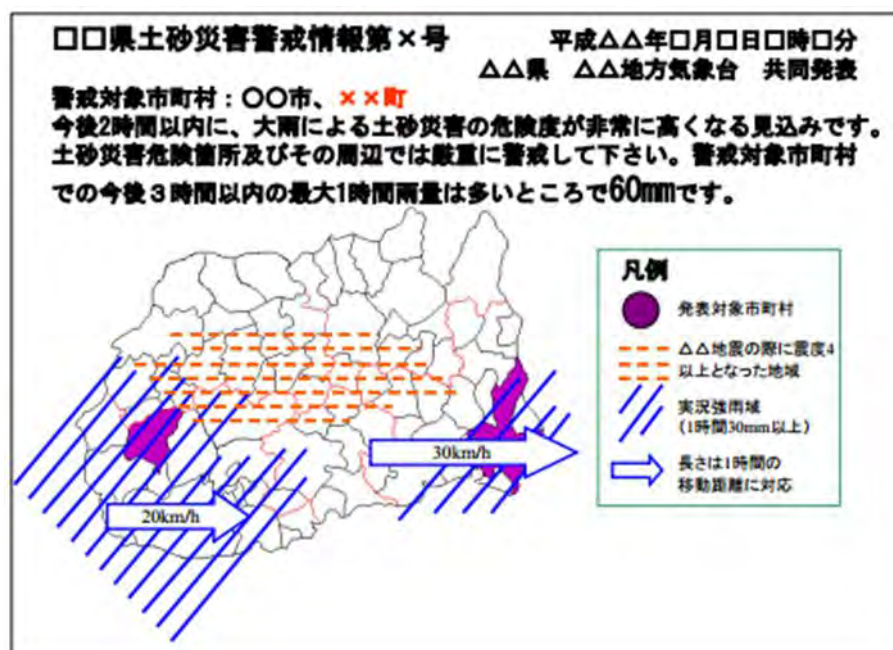 □□県土砂災害警戒情報第×号
平成△△年□月□日□時□分
△△県 △△地方気象台 共同発表
警戒対象市町村：○○市、××町
今後2時間以内に、大雨による土砂災害の危険度が非常に高くなる見込みです。
土砂災害危険箇所及びその周辺では厳重に警戒して下さい。警戒対象市町村
での今後３時間以内の最大1時間雨量は多いところで60mmです。
凡例
発表対象市町村
△△地震の際に震度4
以上となった地域
実況強雨域
(1時間30mm以上)
長さは1時間の
移動距離に対応
30km/h
20km/h